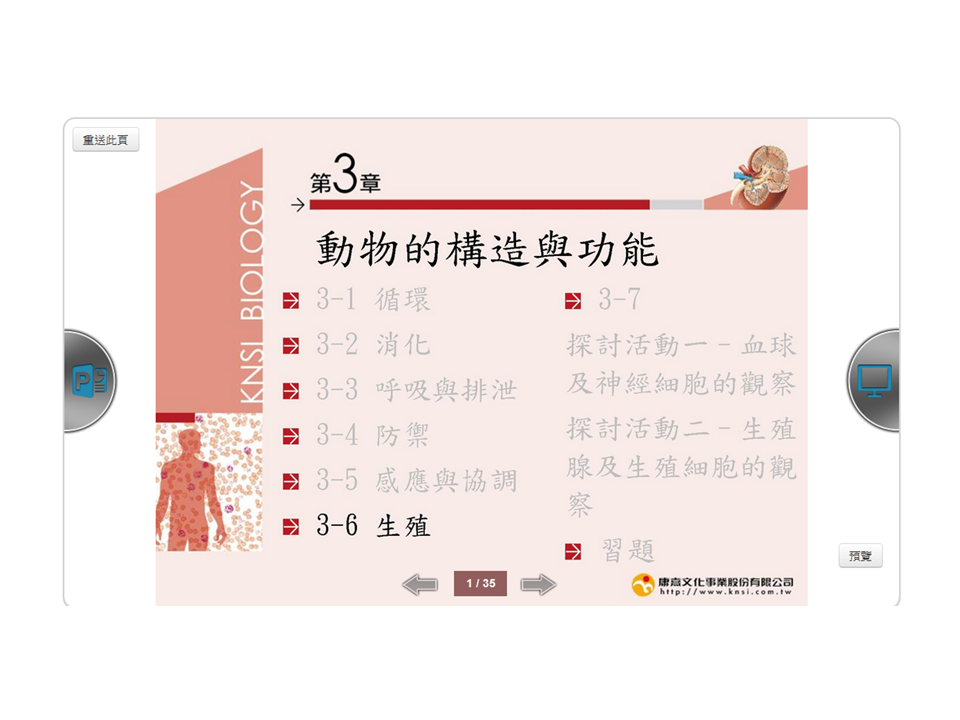 重送此頁
第3章
KNSI BIOLOGY
動物的構造與功能
3-1 循環
3-2 消化
3-3 呼吸與排泄
3-4 防禦
3-5 感應與協調
3-6 生殖
3-7
探討活動一–血球
及神經細胞的觀察
探討活動二–生殖
腺及生殖細胞的觀
察
習題
預覽
1 / 35
康熹文化事業股份有限公司
http://www.knsi.com.tw